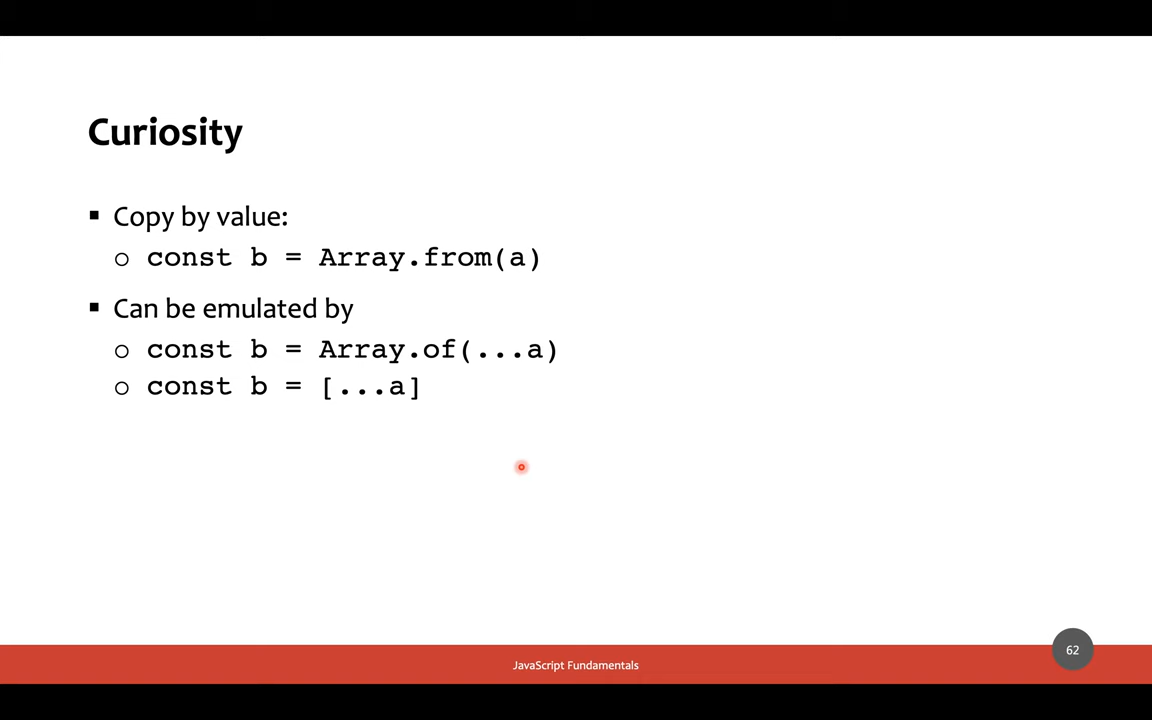 Curiosity
▪ Copy by value:
o const b = Array.from(a)
▪ Can be emulated by
o const b = Array.of(...a)
o const b = [...a]
JavaScript Fundamentals
62